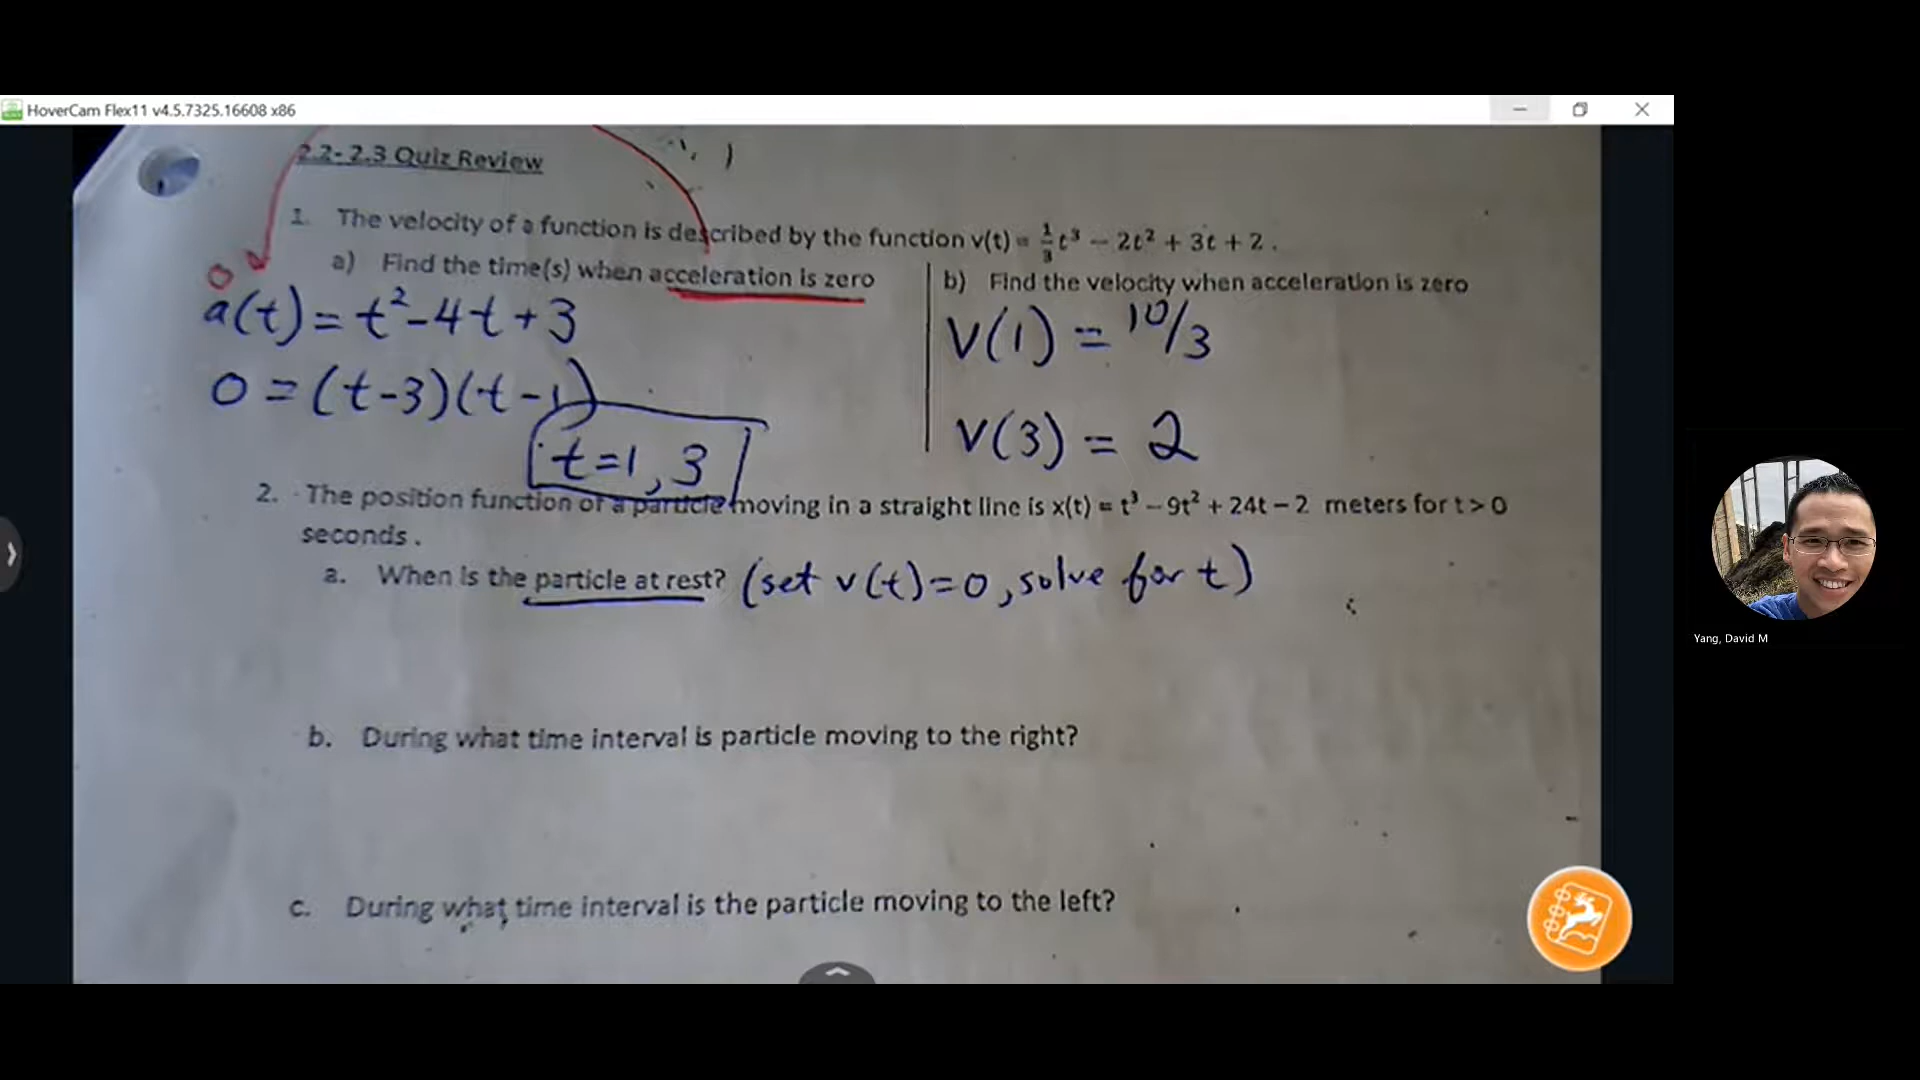 HoverCam Flex11 v4.5.7325.16608 x86
2.2- 2.3 Quiz Review
1. The velocity of a function is described by the function v(t) = 1/3 t³ − 2t² + 3t + 2 .
a) Find the time(s) when acceleration is zero
0
a(t) = t² - 4t + 3
0 = (t-3)(t-1)
t=1, 3
b) Find the velocity when acceleration is zero
V(1) = 10/3
V(3) = 2
2. The position function of a particle moving in a straight line is x(t) = t³ − 9t² + 24t − 2 meters for t > 0
seconds .
a. When is the particle at rest? (set v(t)=0, solve for t)
b. During what time interval is particle moving to the right?
c. During what time interval is the particle moving to the left?
Yang, David M